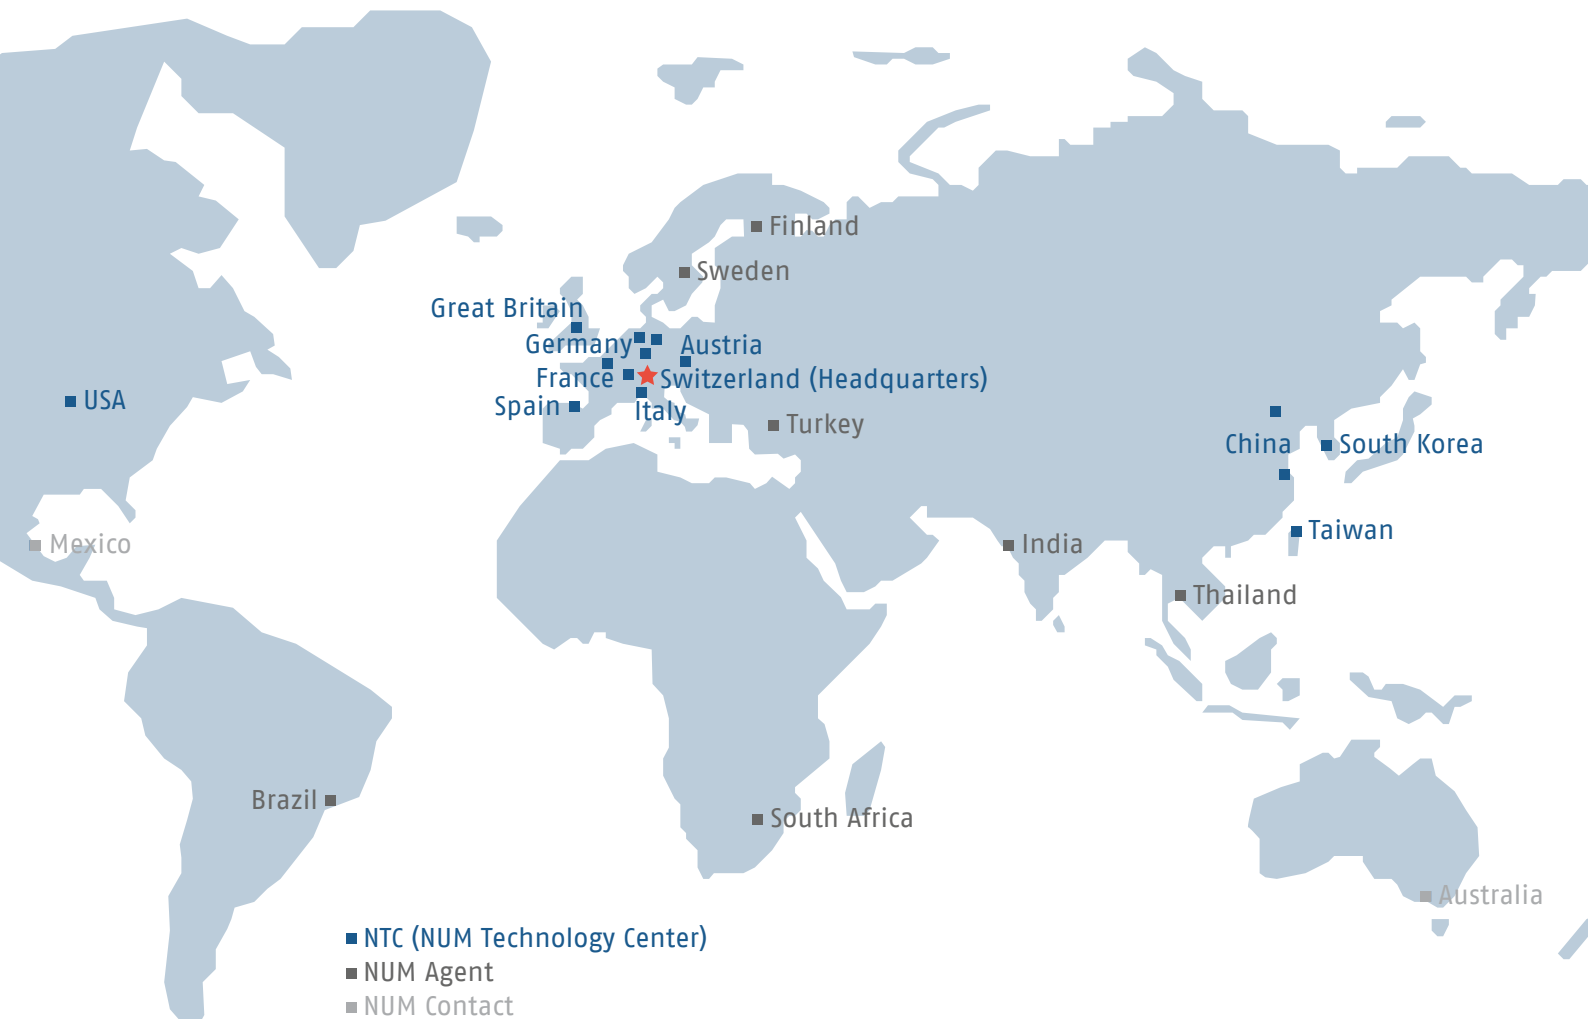 Finland
Sweden
Great Britain
Germany
Austria
France
Switzerland (Headquarters)
USA
Spain
Italy
Turkey
China
South Korea
Mexico
India
Taiwan
Thailand
Brazil
South Africa
Australia
NTC (NUM Technology Center)
NUM Agent
NUM Contact